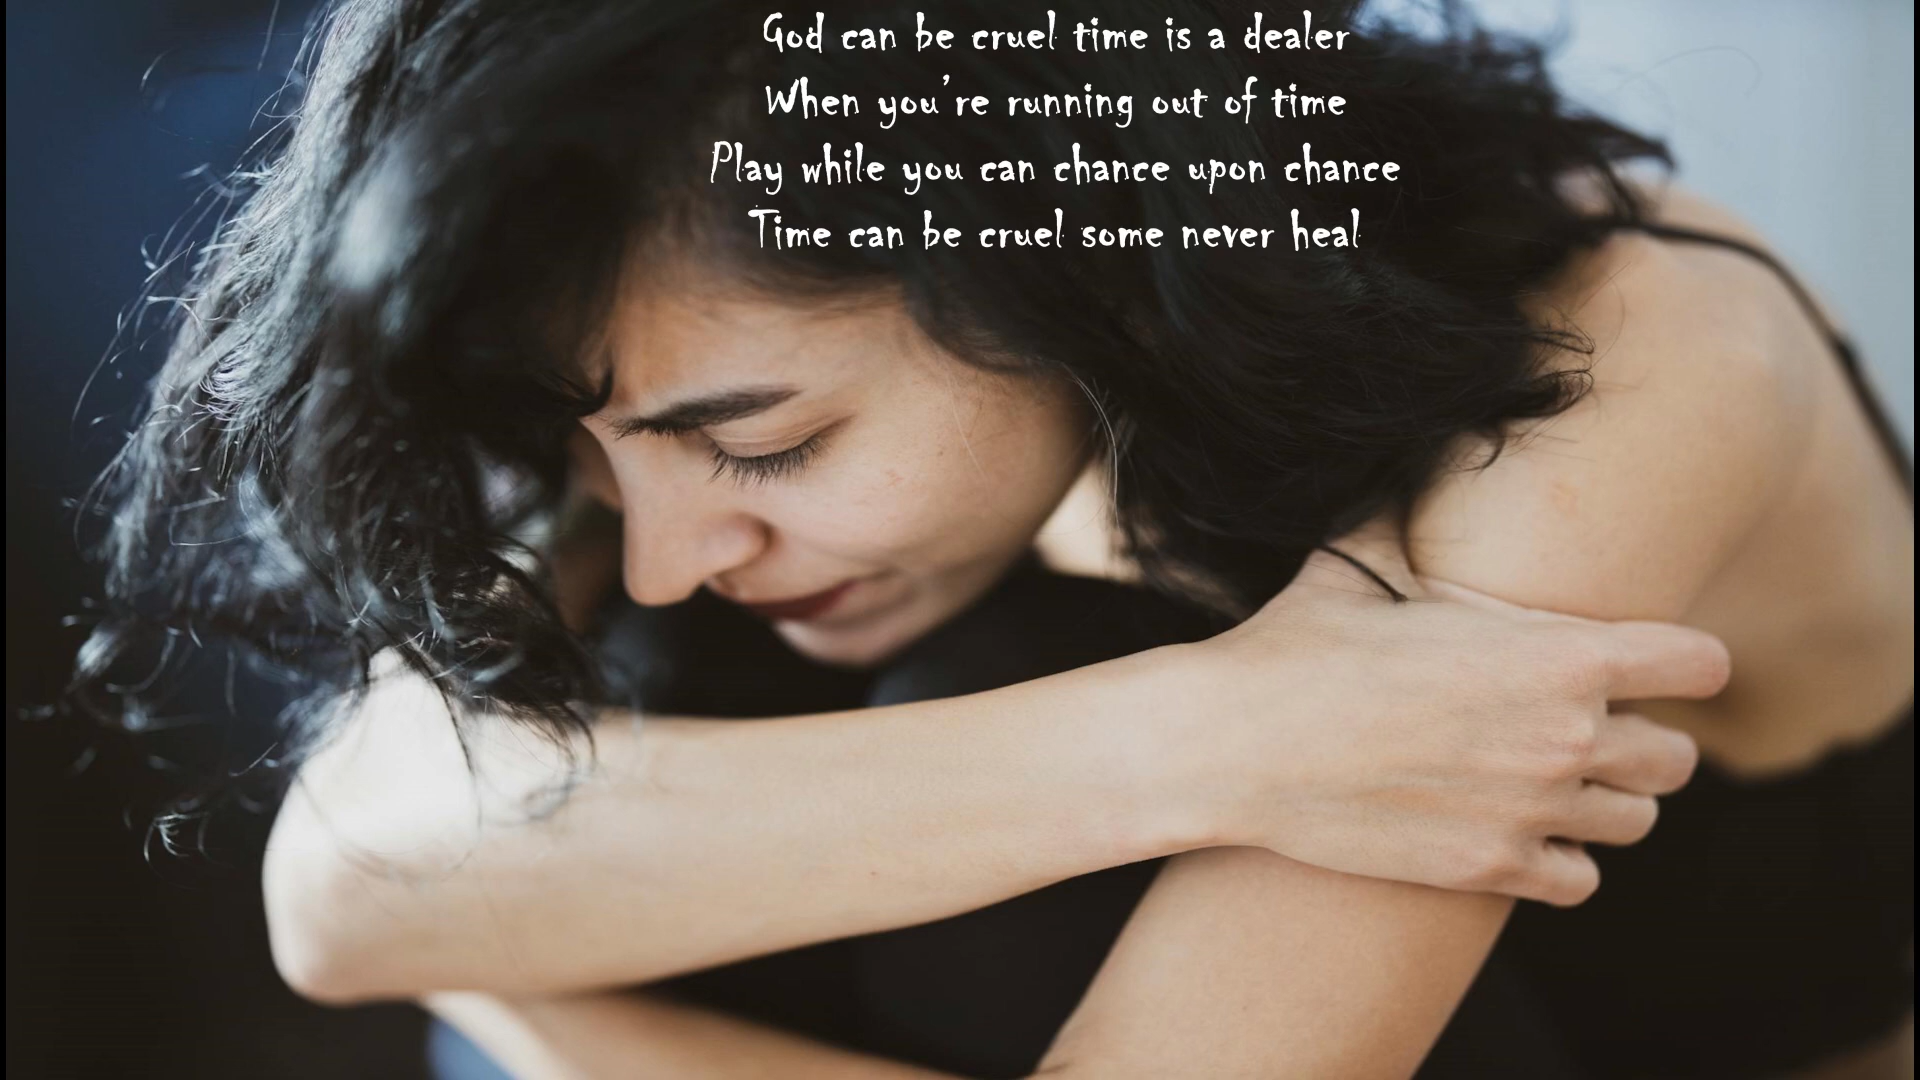 God can be cruel time is a dealer
When you're running out of time
Play while you can chance upon chance
Time can be cruel some never heal